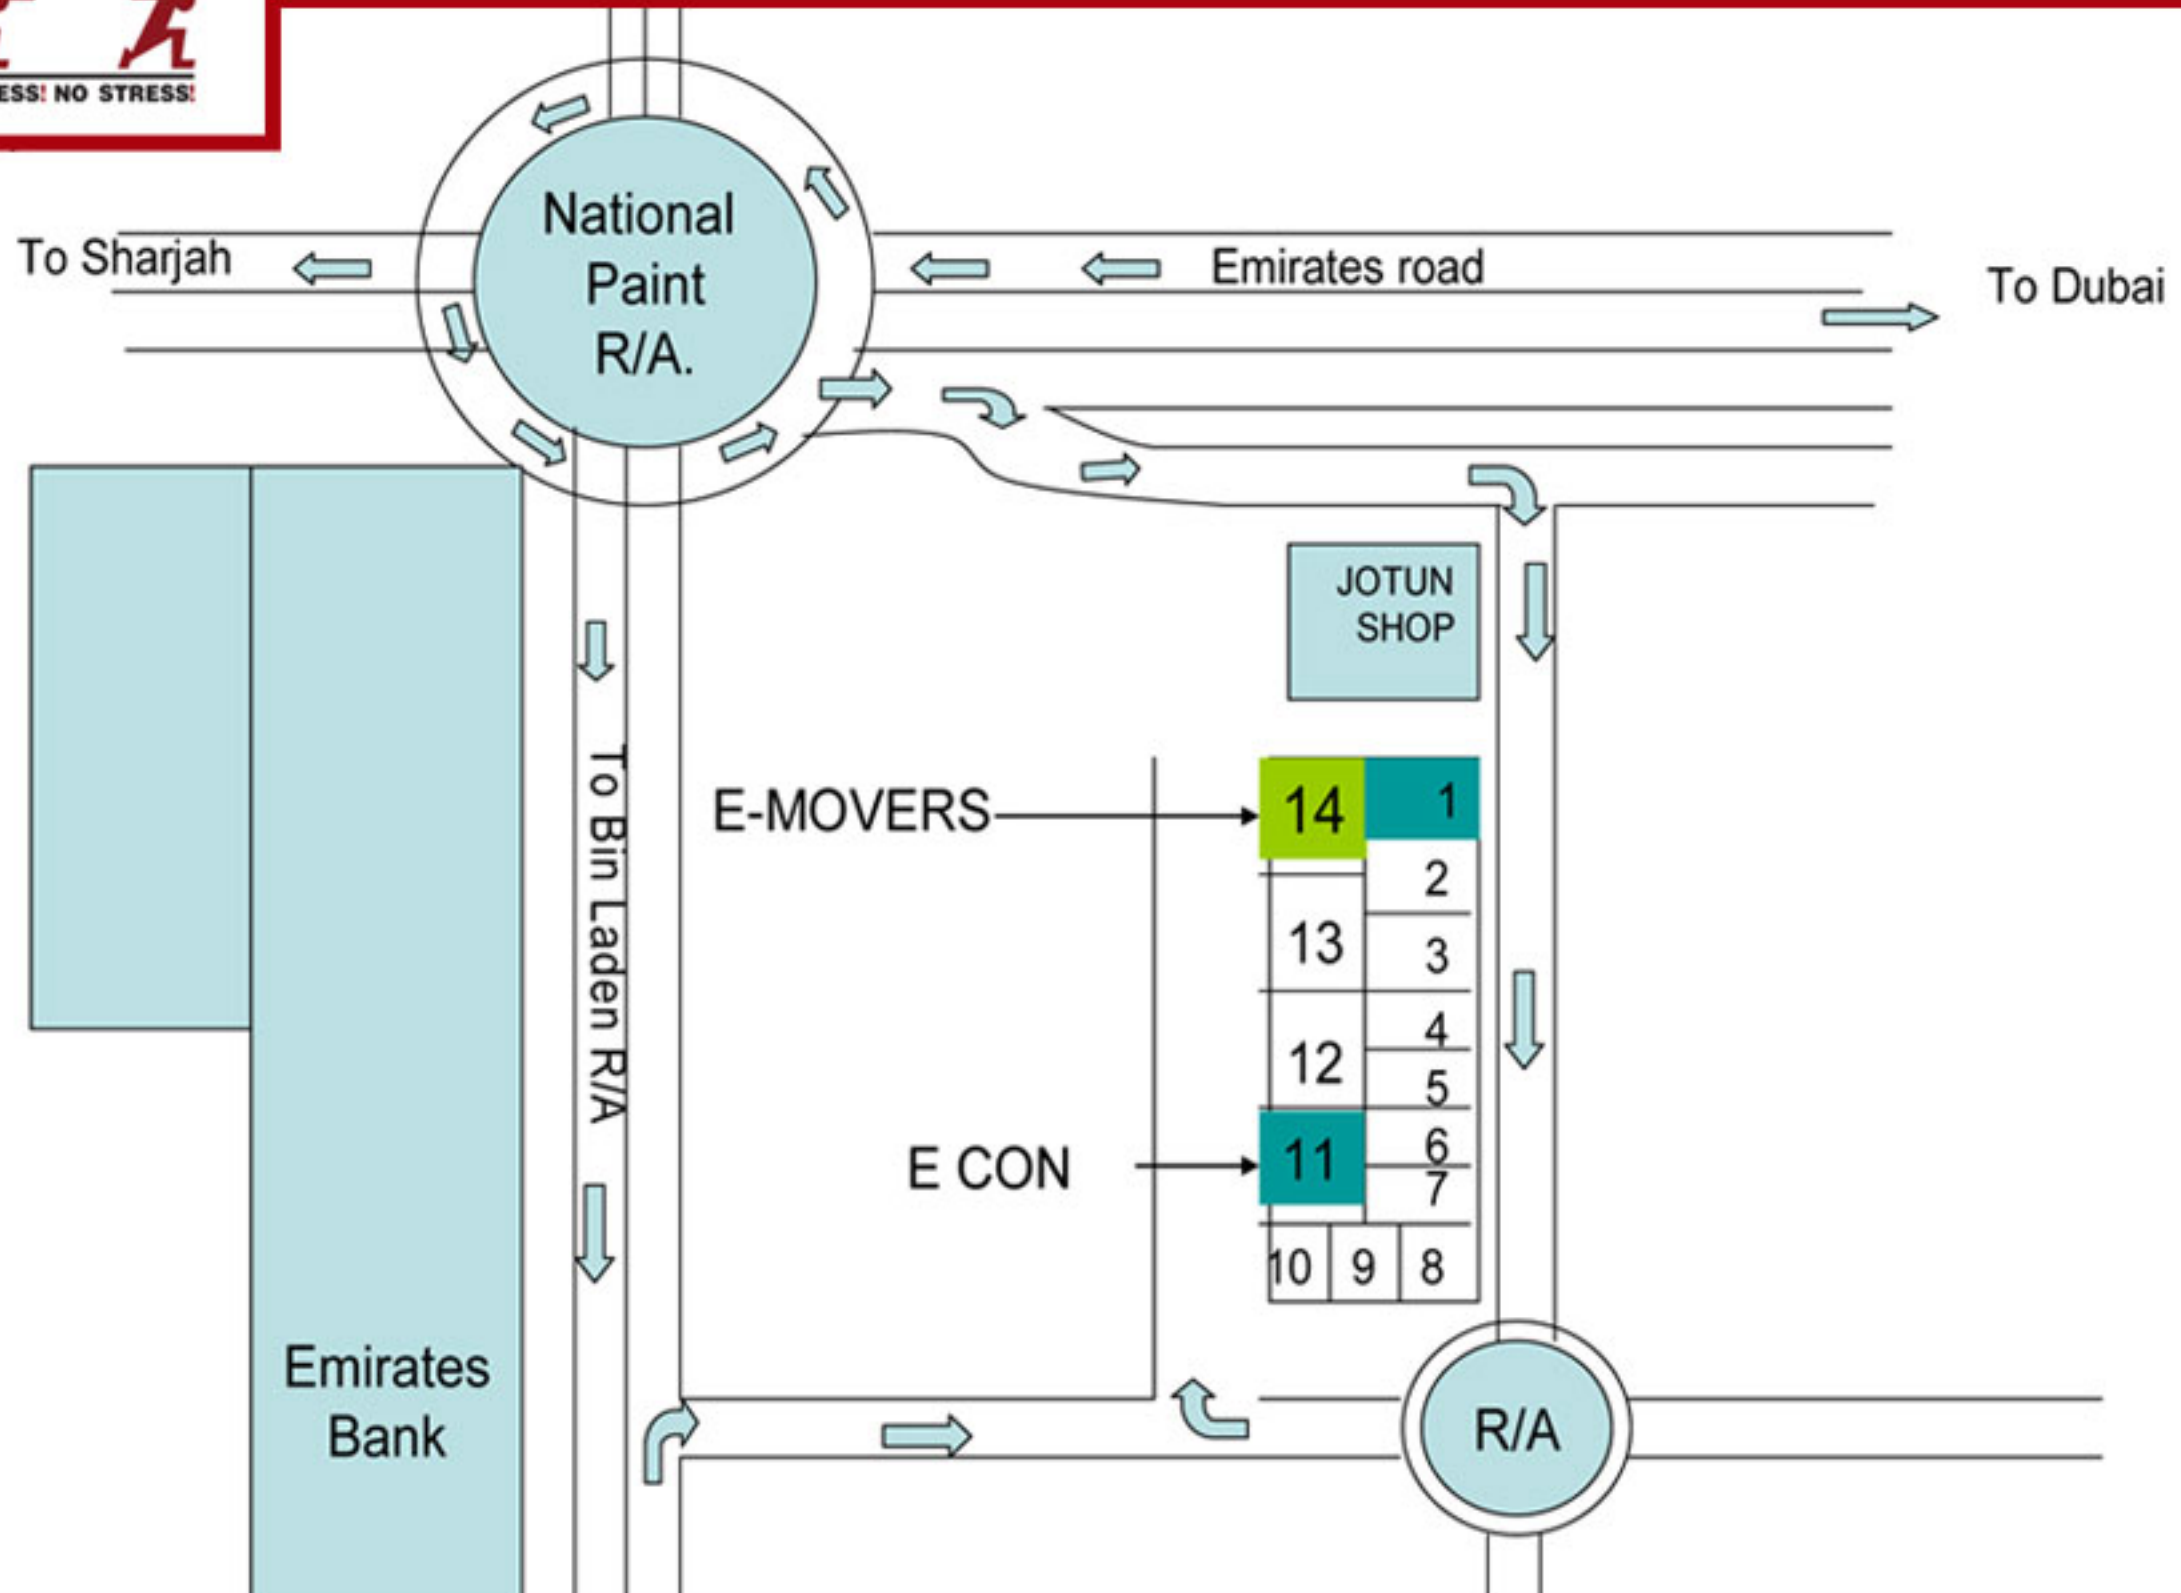 NO STRESS!
National
Paint
R/A.
To Sharjah
Emirates road
To Dubai
JOTUN
SHOP
To Bin Laden R/A
E-MOVERS
14
1
2
13
3
4
12
5
E CON
11
6
7
10
9
8
Emirates
Bank
R/A